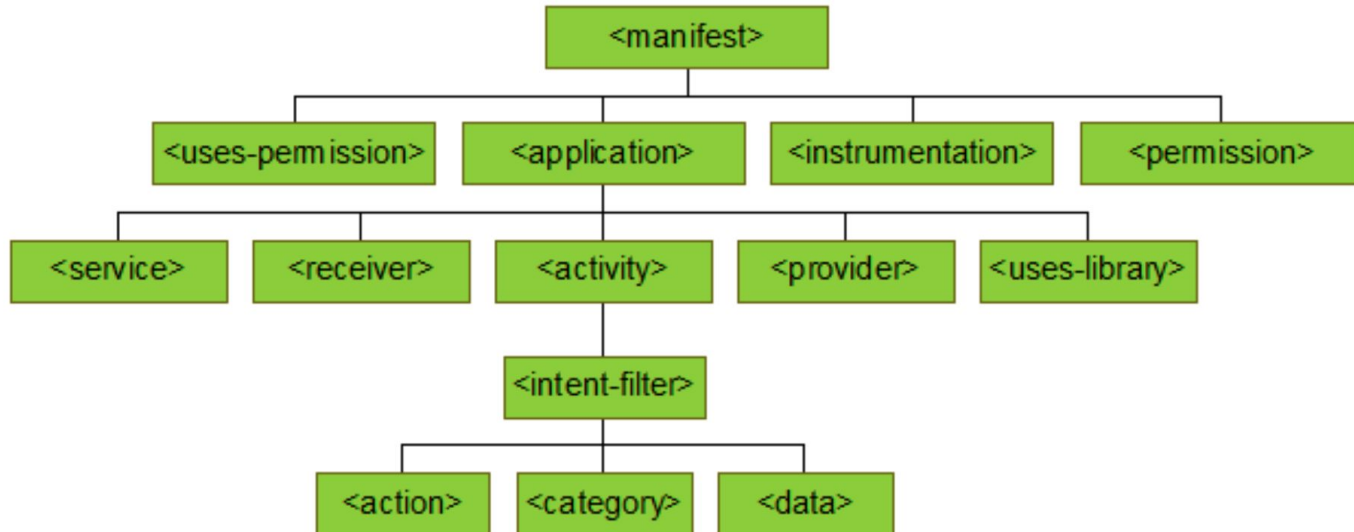 <manifest>
<uses-permission>
<application>
<instrumentation>
<permission>
<service>
<receiver>
<activity>
<provider>
<uses-library>
<intent-filter>
<action>
<category>
<data>